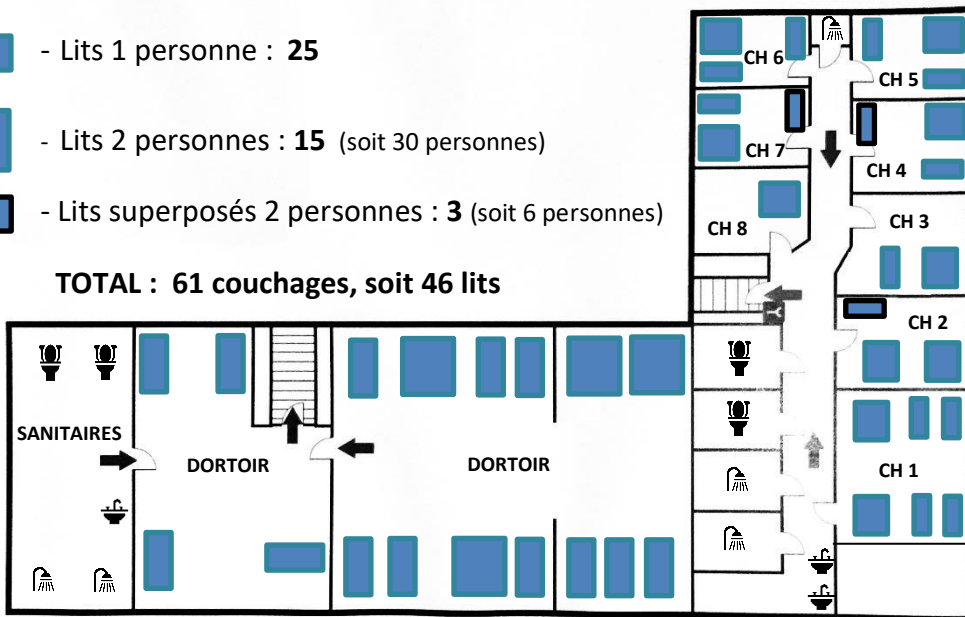 - Lits 1 personne : 25
- Lits 2 personnes : 15 (soit 30 personnes)
- Lits superposés 2 personnes : 3 (soit 6 personnes)
TOTAL : 61 couchages, soit 46 lits
CH 6
CH 5
CH 7
CH 4
CH 8
CH 3
CH 2
SANITAIRES
DORTOIR
DORTOIR
CH 1